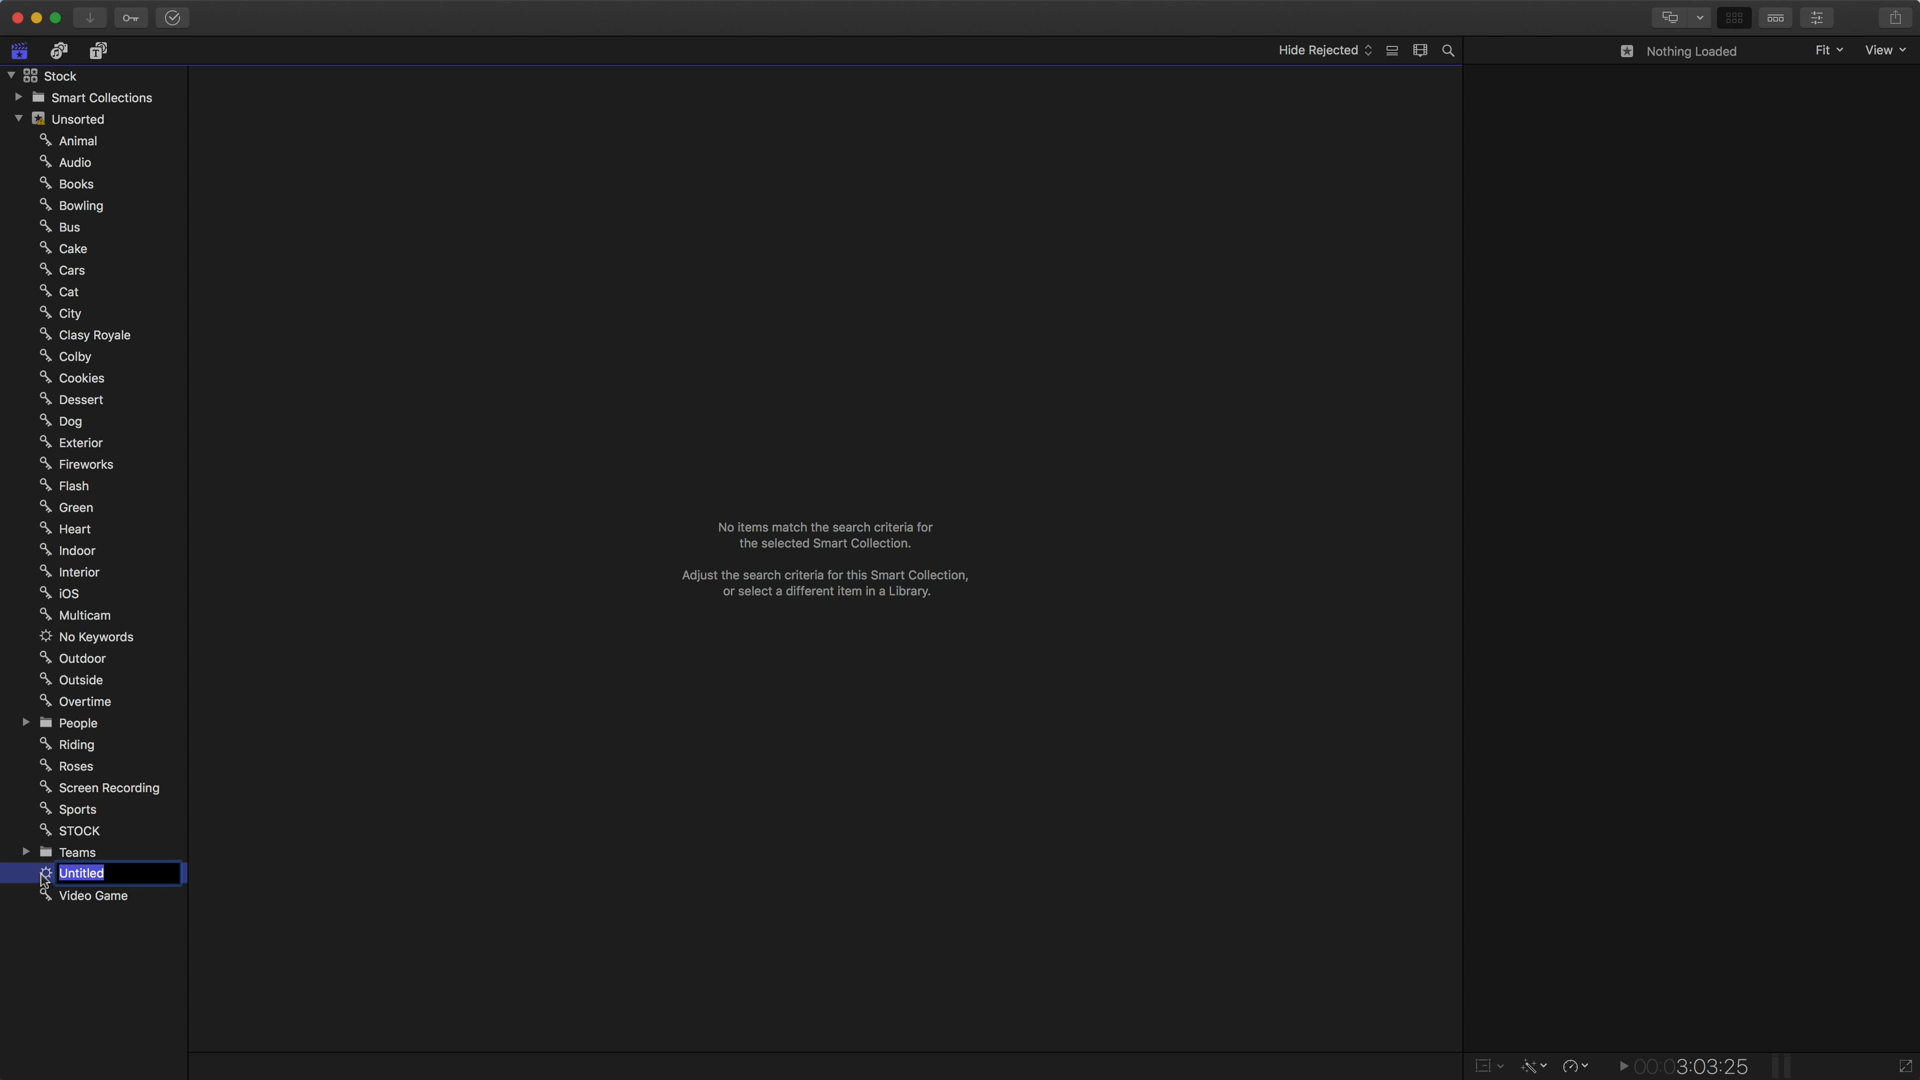 Hide Rejected
Nothing Loaded
Fit
View
Stock
Smart Collections
Unsorted
Animal
Audio
Books
Bowling
Bus
Cake
Cars
Cat
City
Clasy Royale
Colby
Cookies
Dessert
Dog
Exterior
Fireworks
Flash
Green
Heart
Indoor
Interior
iOS
Multicam
No Keywords
Outdoor
Outside
Overtime
People
Riding
Roses
Screen Recording
Sports
STOCK
Teams
Untitled
Video Game
No items match the search criteria for
the selected Smart Collection.
Adjust the search criteria for this Smart Collection,
or select a different item in a Library.
00:03:03:25